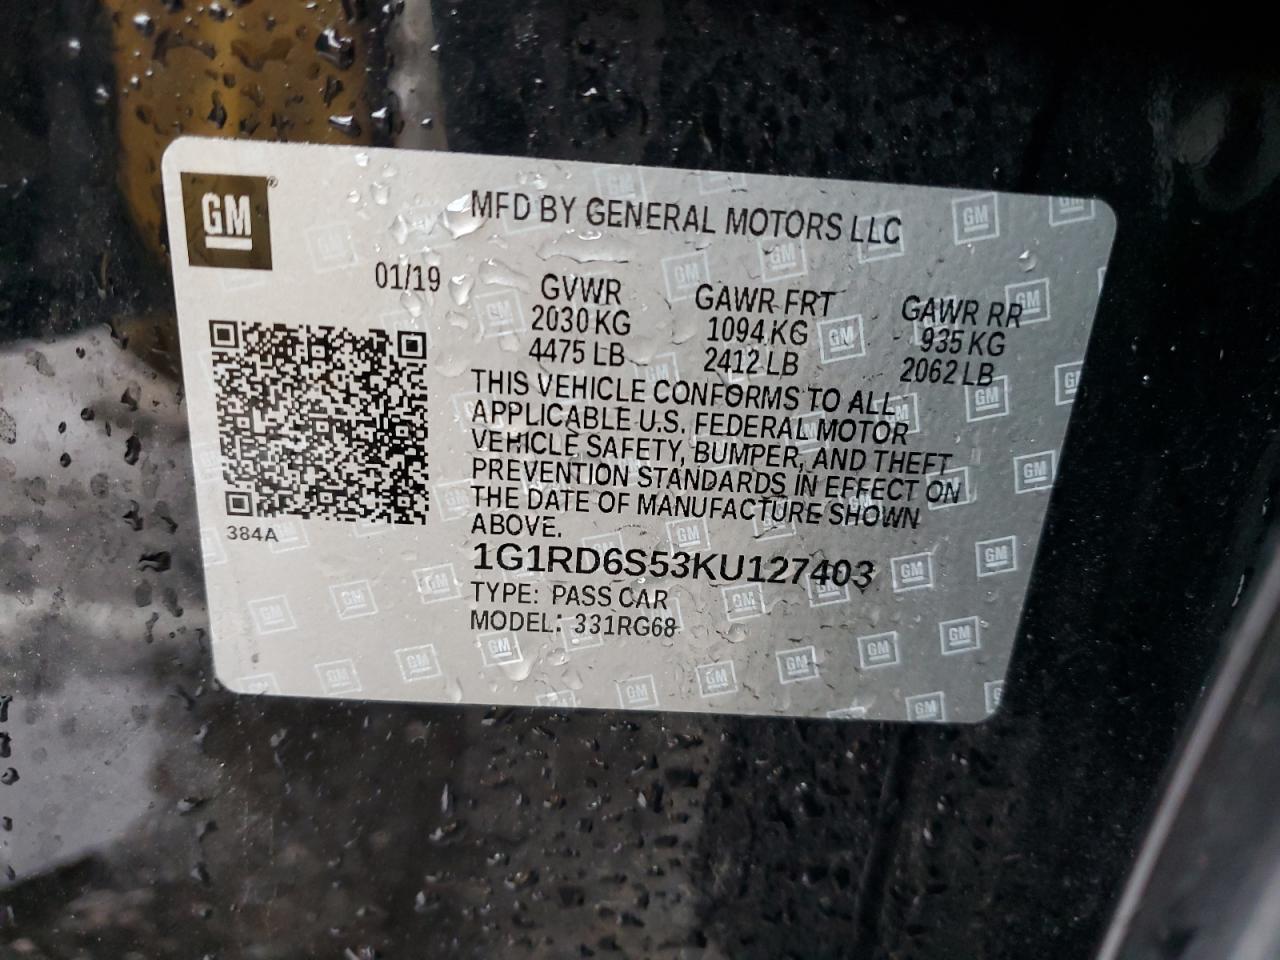 GM
MFD BY GENERAL MOTORS LLC
01/19
GVWR GAWR FRT GAWR RR
2030 KG 1094 KG 935 KG
4475 LB 2412 LB 2062 LB
THIS VEHICLE CONFORMS TO ALL
APPLICABLE U.S. FEDERAL MOTOR
VEHICLE SAFETY, BUMPER, AND THEFT
PREVENTION STANDARDS IN EFFECT ON
THE DATE OF MANUFACTURE SHOWN
ABOVE.
384A
1G1RD6S53KU127403
TYPE: PASS CAR
MODEL: 331RG68